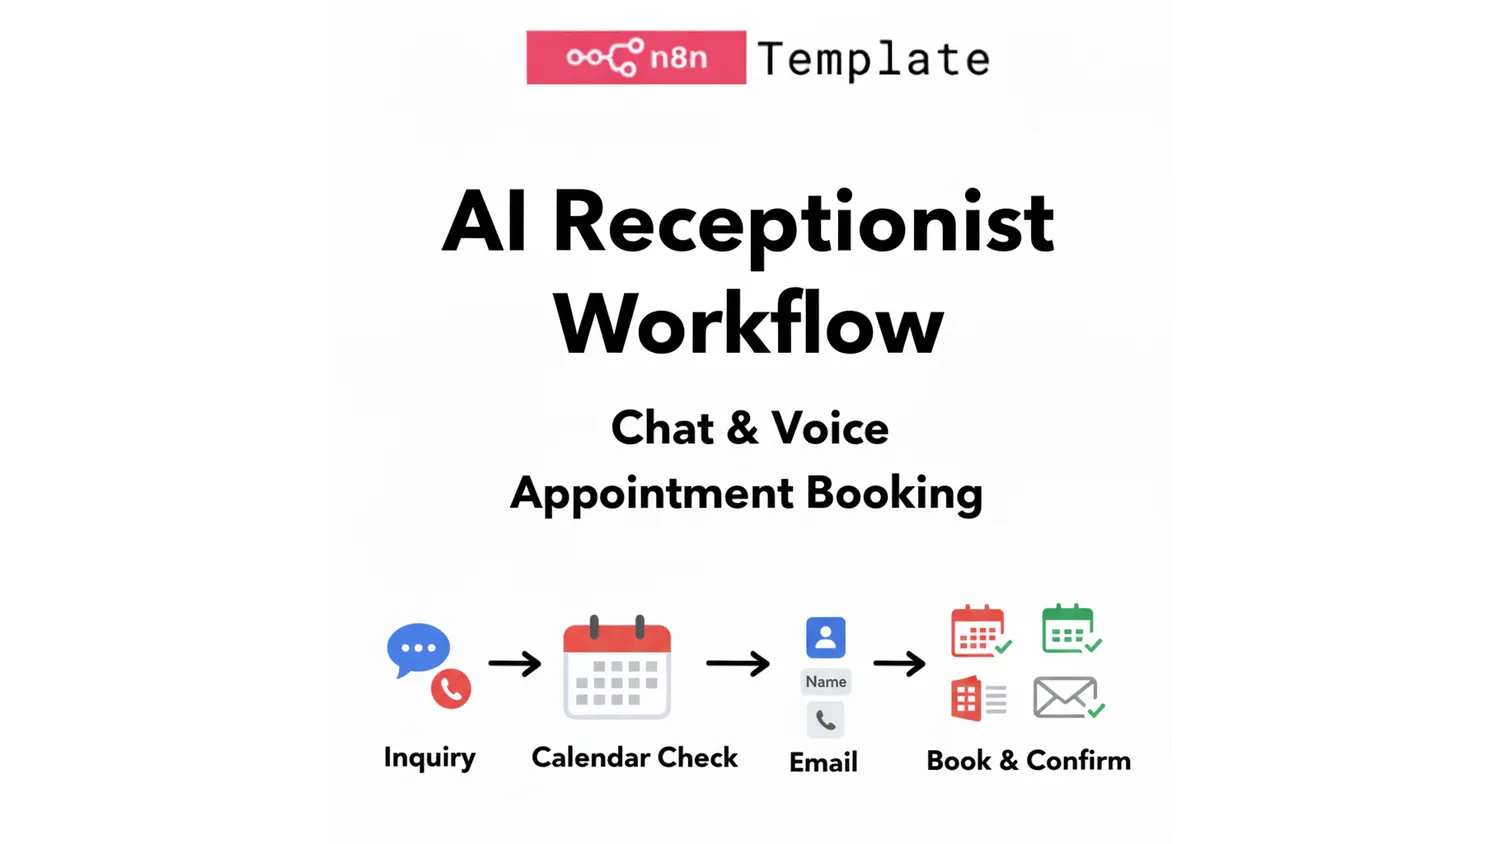 n8n Template
AI Receptionist
Workflow
Chat & Voice
Appointment Booking
Name
Inquiry
Calendar Check
Email
Book & Confirm